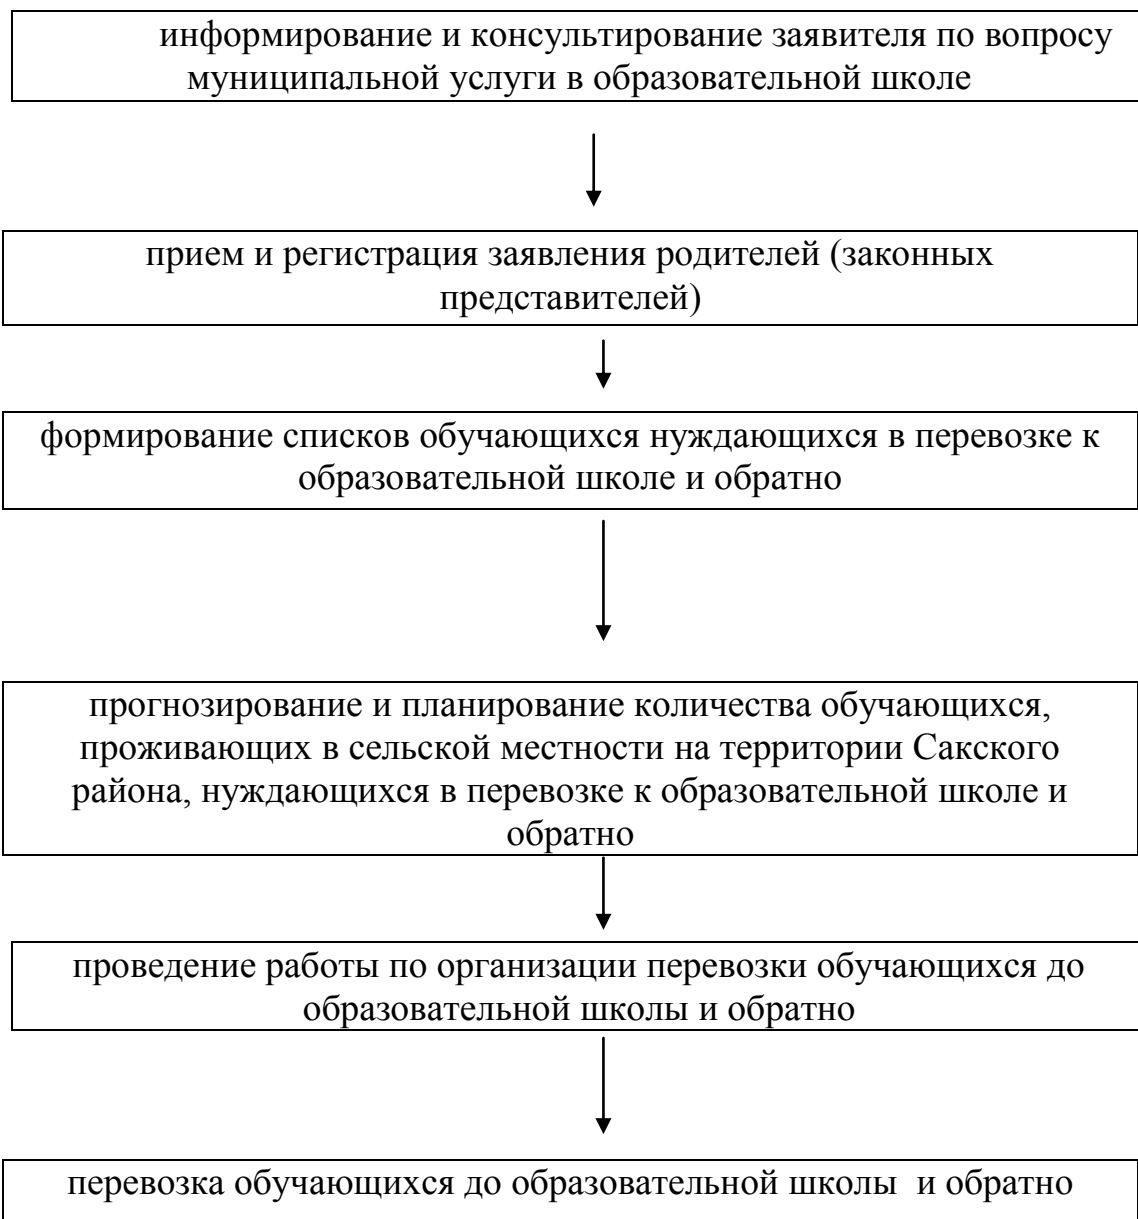 информирование и консультирование заявителя по вопросу
муниципальной услуги в образовательной школе
прием и регистрация заявления родителей (законных
представителей)
формирование списков обучающихся нуждающихся в перевозке к
образовательной школе и обратно
прогнозирование и планирование количества обучающихся,
проживающих в сельской местности на территории Сакского
района, нуждающихся в перевозке к образовательной школе и
обратно
проведение работы по организации перевозки обучающихся до
образовательной школы и обратно
перевозка обучающихся до образовательной школы  и обратно